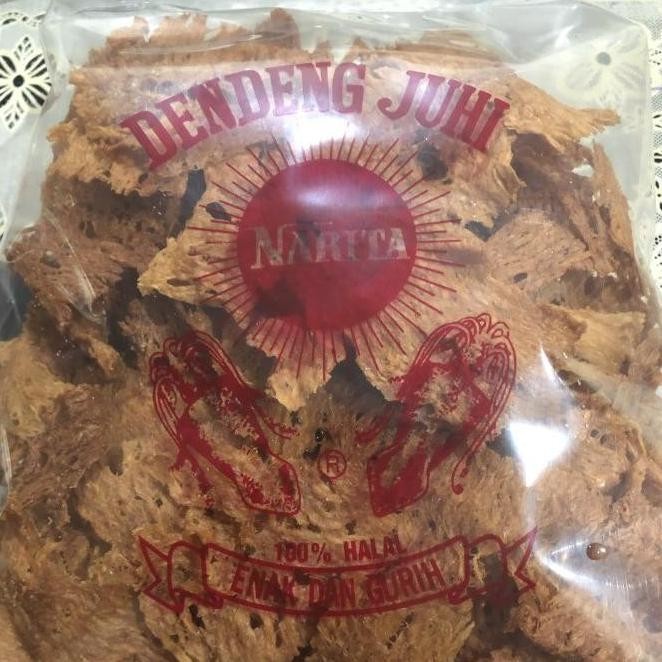 DENDENG JUHI
NARITA
®
100% HALAL
ENAK DAN GURIH